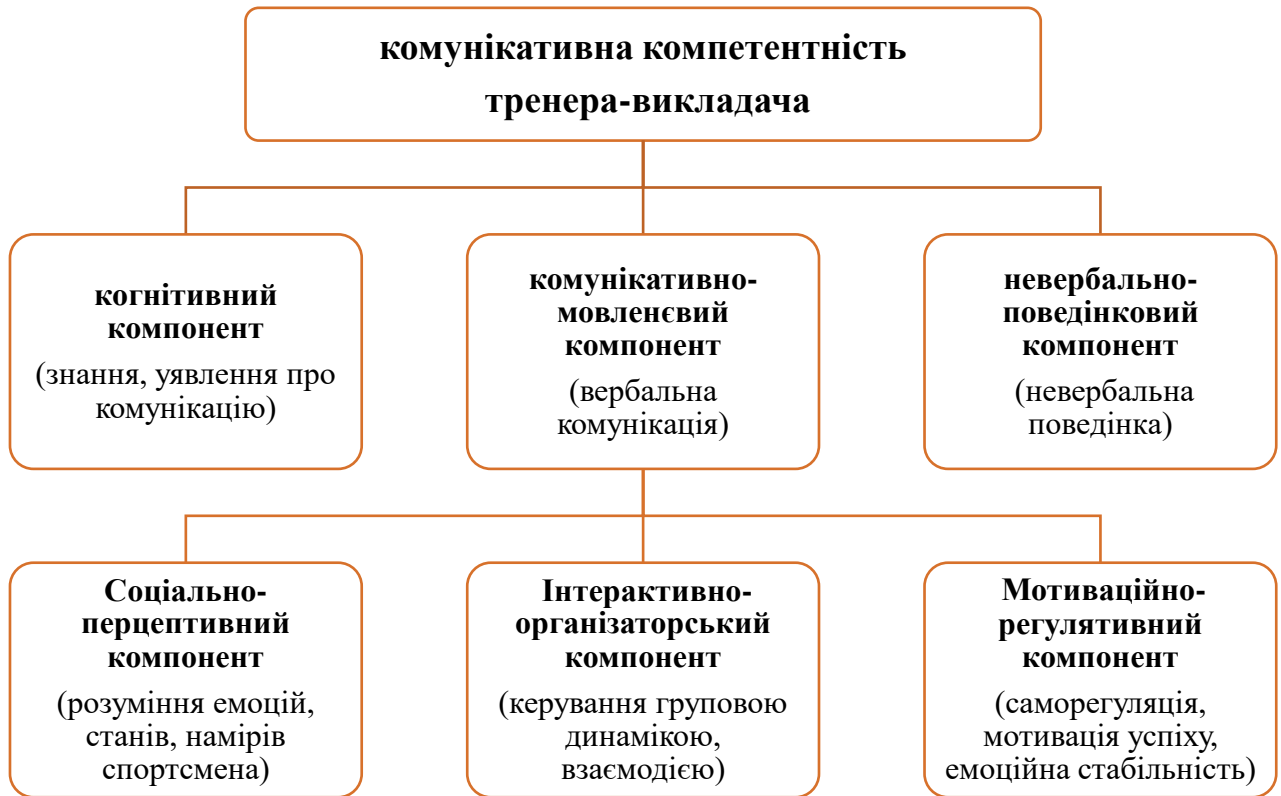 комунікативна компетентність
тренера-викладача
когнітивний
компонент
(знання, уявлення про
комунікацію)
комунікативно-
мовленєвий
компонент
(вербальна
комунікація)
невербально-
поведінковий
компонент
(невербальна
поведінка)
Соціально-
перцептивний
компонент
(розуміння емоцій,
станів, намірів
спортсмена)
Інтерактивно-
організаторський
компонент
(керування груповою
динамікою,
взаємодією)
Мотиваційно-
регулятивний
компонент
(саморегуляція,
мотивація успіху,
емоційна стабільність)